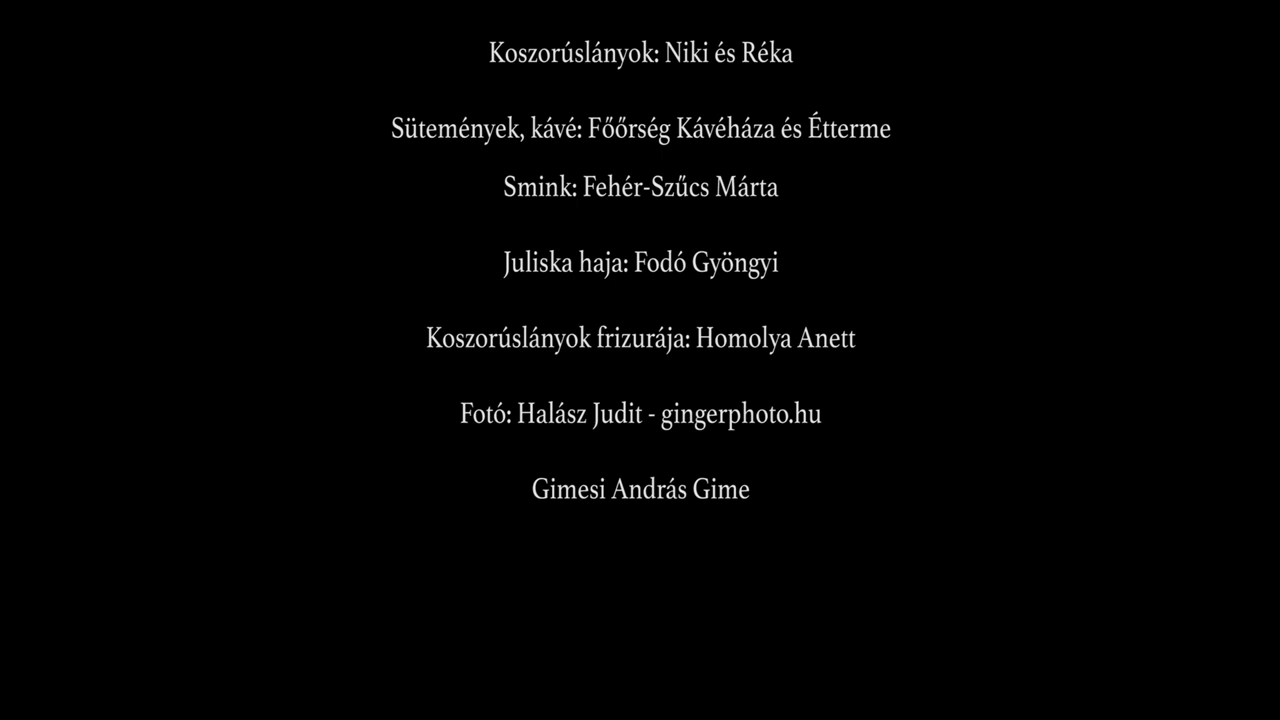 Koszorúslányok: Niki és Réka
Sütemények, kávé: Főőrség Kávéháza és Étterme
Smink: Fehér-Szűcs Márta
Juliska haja: Fodó Gyöngyi
Koszorúslányok frizurája: Homolya Anett
Fotó: Halász Judit - gingerphoto.hu
Gimesi András Gime